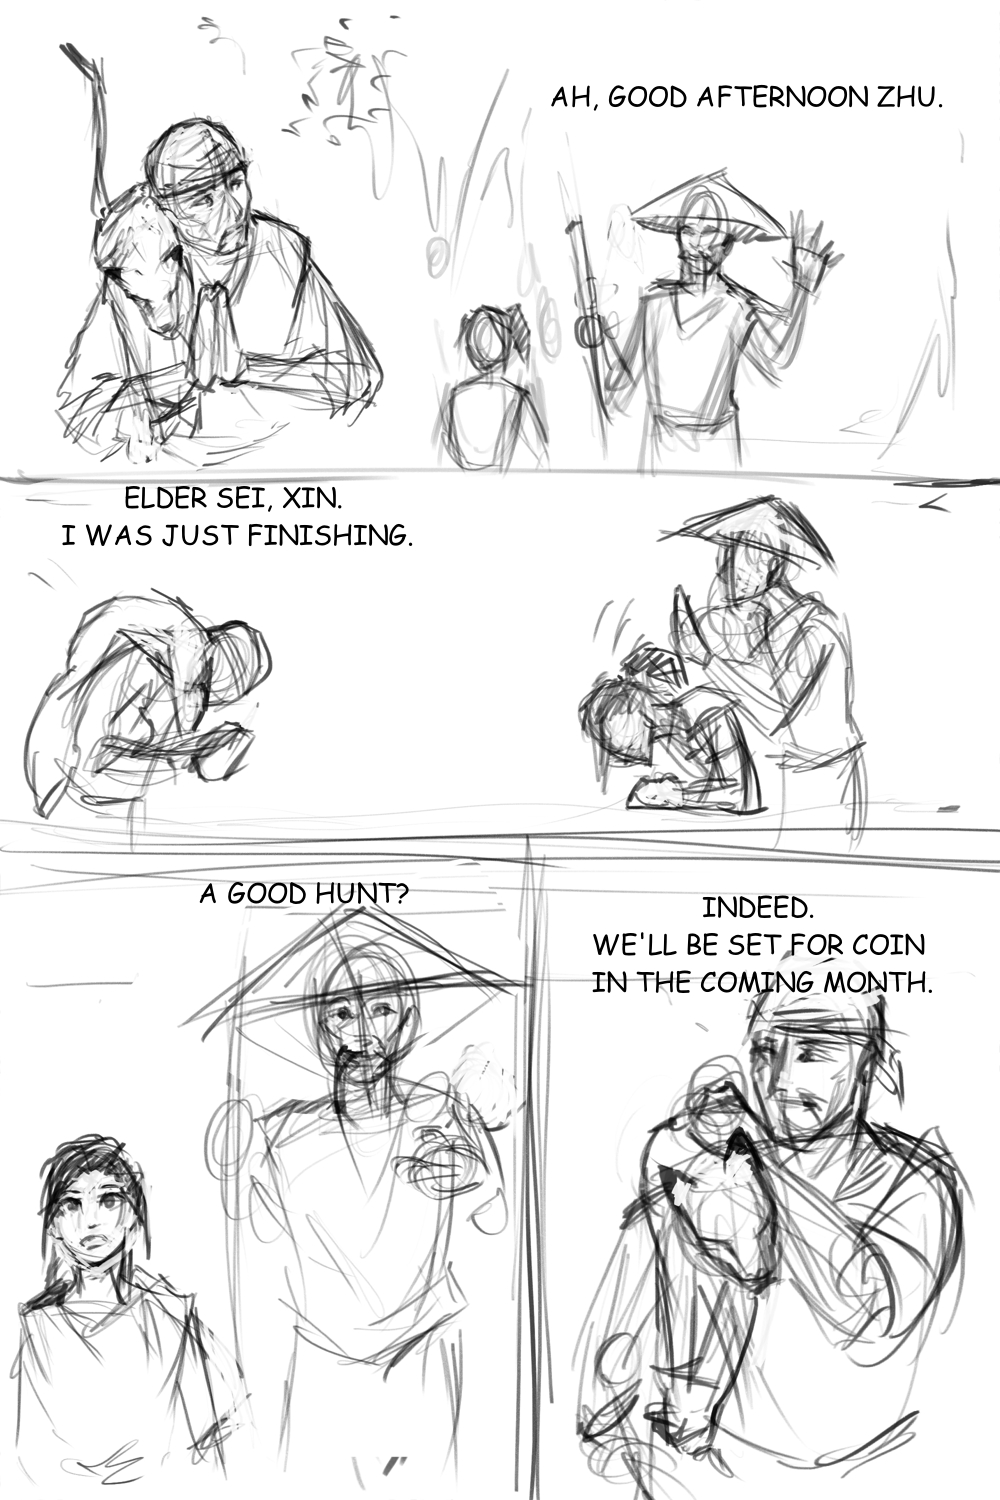 AH, GOOD AFTERNOON ZHU.
ELDER SEI, XIN.
I WAS JUST FINISHING.
A GOOD HUNT?
INDEED.
WE'LL BE SET FOR COIN
IN THE COMING MONTH.